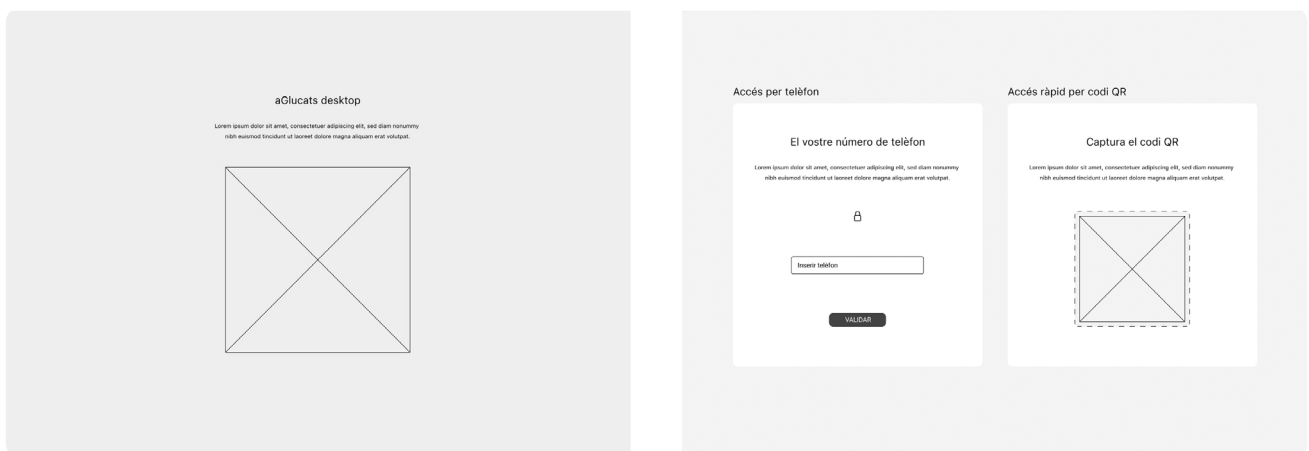 aGlucats desktop
Lorem ipsum dolor sit amet, consectetuer adipiscing elit, sed diam nonummy
nibh euismod tincidunt ut laoreet dolore magna aliquam erat volutpat.
Accés per telèfon
El vostre número de telèfon
Lorem ipsum dolor sit amet, consectetuer adipiscing elit, sed diam nonummy
nibh euismod tincidunt ut laoreet dolore magna aliquam erat volutpat.
Inserir telèfon
VALIDAR
Accés ràpid per codi QR
Captura el codi QR
Lorem ipsum dolor sit amet, consectetuer adipiscing elit, sed diam nonummy
nibh euismod tincidunt ut laoreet dolore magna aliquam erat volutpat.